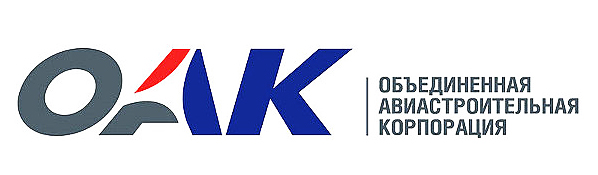 ОАК
ОБЪЕДИНЕННАЯ
АВИАСТРОИТЕЛЬНАЯ
КОРПОРАЦИЯ